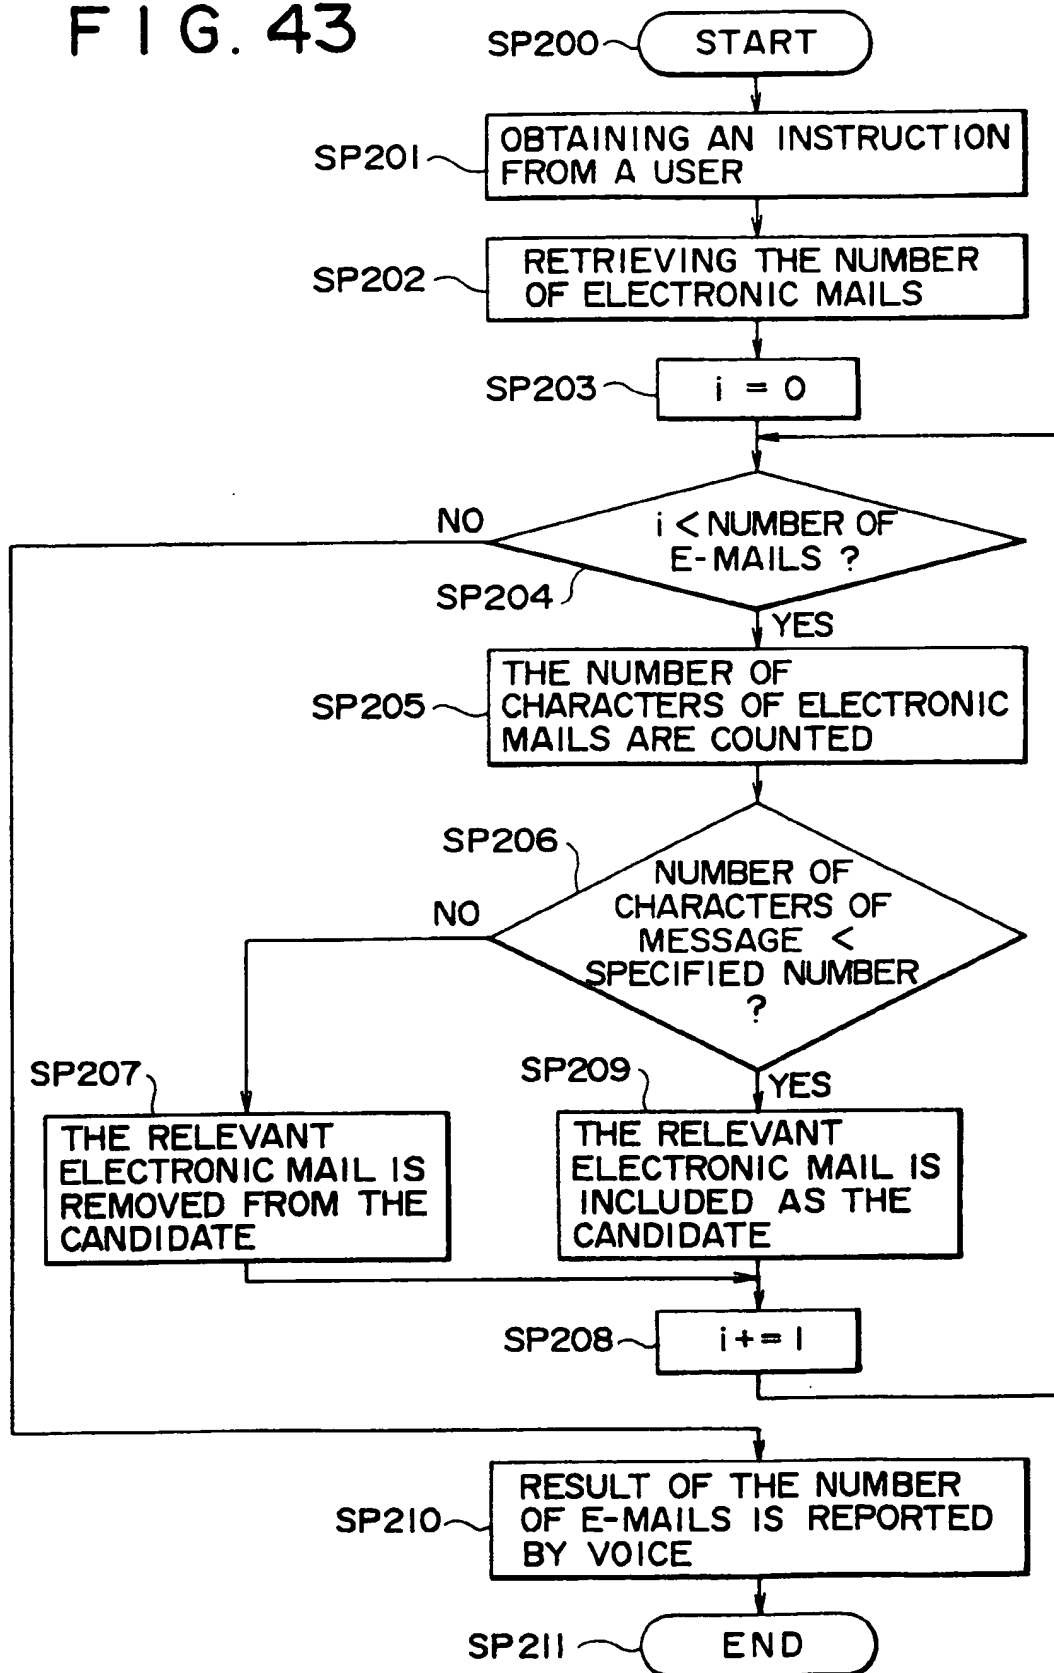 FIG. 43
SP200
START
SP201
OBTAINING AN INSTRUCTION
FROM A USER
SP202
RETRIEVING THE NUMBER
OF ELECTRONIC MAILS
SP203
i = 0
NO
i < NUMBER OF
E-MAILS ?
SP204
YES
SP205
THE NUMBER OF
CHARACTERS OF ELECTRONIC
MAILS ARE COUNTED
SP206
NO
NUMBER OF
CHARACTERS OF
MESSAGE <
SPECIFIED NUMBER
?
YES
SP207
THE RELEVANT
ELECTRONIC MAIL IS
REMOVED FROM THE
CANDIDATE
SP209
THE RELEVANT
ELECTRONIC MAIL IS
INCLUDED AS THE
CANDIDATE
SP208
i += 1
SP210
RESULT OF THE NUMBER
OF E-MAILS IS REPORTED
BY VOICE
SP211
END